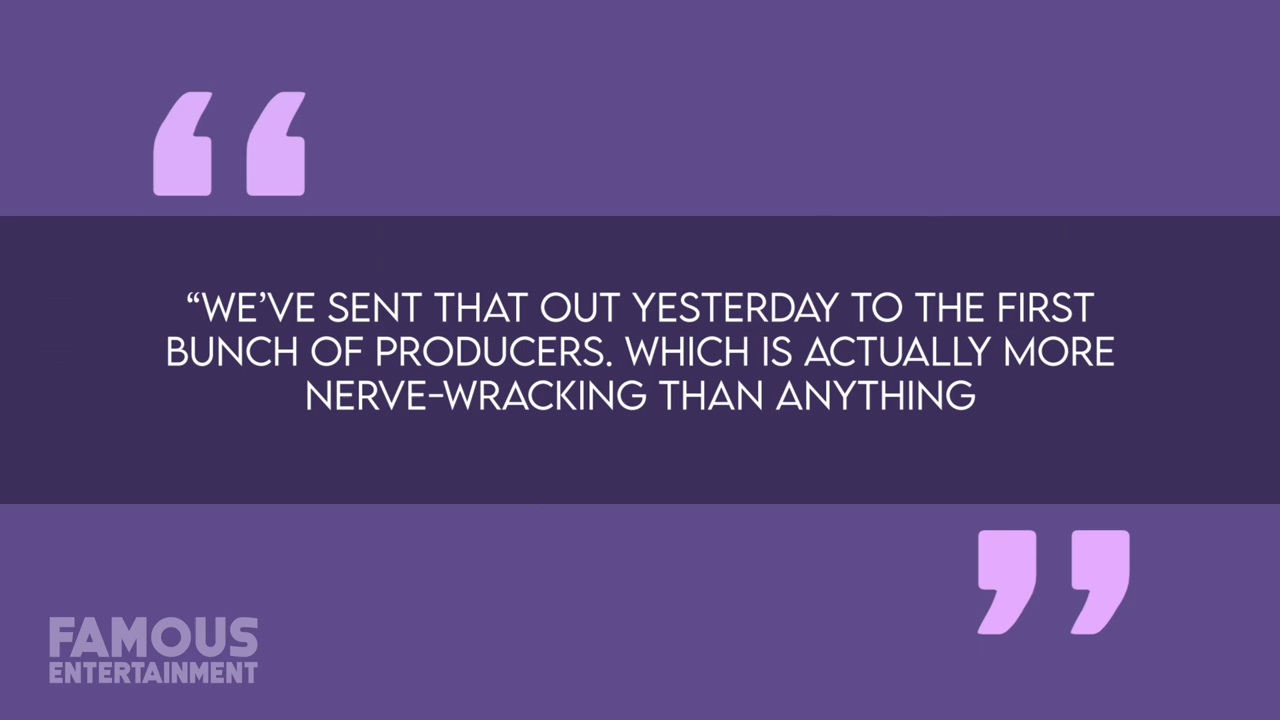 “WE’VE SENT THAT OUT YESTERDAY TO THE FIRST
BUNCH OF PRODUCERS. WHICH IS ACTUALLY MORE
NERVE-WRACKING THAN ANYTHING
FAMOUS
ENTERTAINMENT